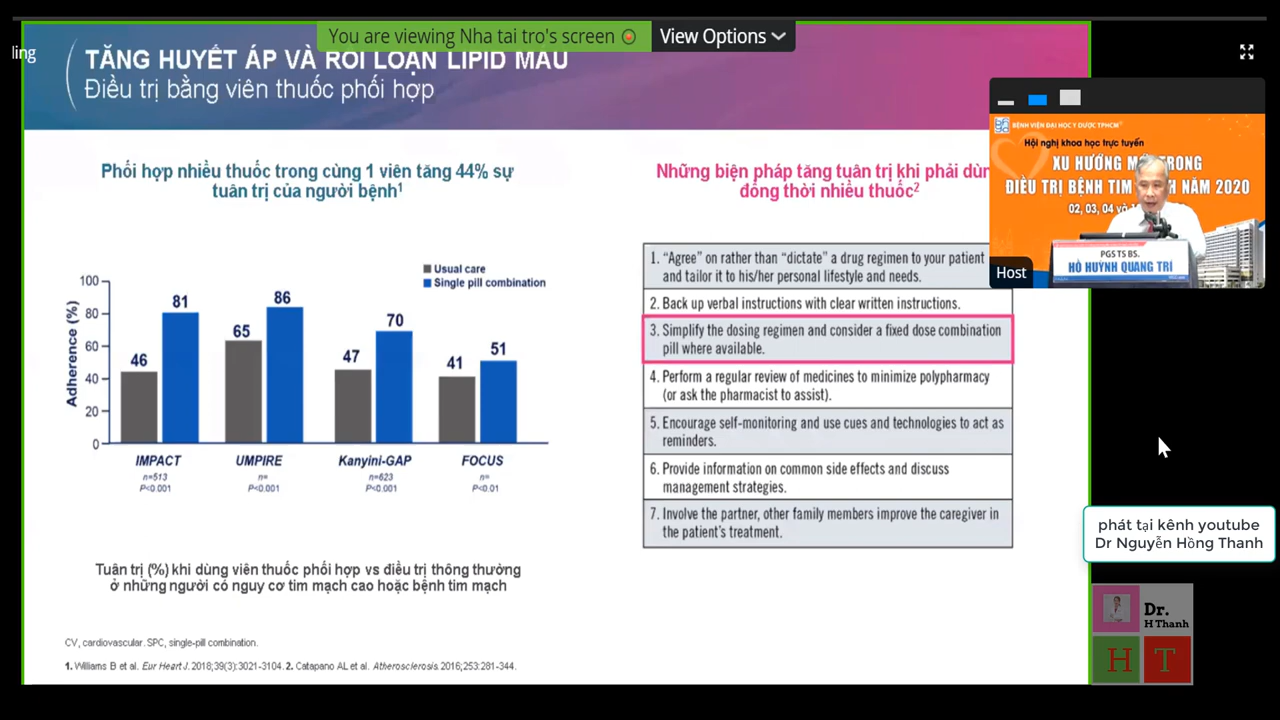 ling
You are viewing Nha tai tro's screen
View Options
TĂNG HUYẾT ÁP VÀ RỐI LOẠN LIPID MÁU
Điều trị bằng viên thuốc phối hợp
Phối hợp nhiều thuốc trong cùng 1 viên tăng 44% sự
tuân trị của người bệnh1
Usual care
Single pill combination
Adherence (%)
100
80
60
40
20
0
46
81
65
86
47
70
41
51
IMPACT
UMPIRE
Kanyini-GAP
FOCUS
n=513
n=
n=623
n=
P<0.001
P<0.001
P<0.001
P<0.01
Tuân trị (%) khi dùng viên thuốc phối hợp vs điều trị thông thường
ở những người có nguy cơ tim mạch cao hoặc bệnh tim mạch
CV, cardiovascular. SPC, single-pill combination.
1. Williams B et al. Eur Heart J. 2018;39(3):3021-3104. 2. Catapano AL et al. Atherosclerosis. 2016;253:281-344.
Những biện pháp tăng tuân trị khi phải dùn
đồng thời nhiều thuốc2
1. “Agree” on rather than “dictate” a drug regimen to your patient
and tailor it to his/her personal lifestyle and needs.
2. Back up verbal instructions with clear written instructions.
3. Simplify the dosing regimen and consider a fixed dose combination
pill where available.
4. Perform a regular review of medicines to minimize polypharmacy
(or ask the pharmacist to assist).
5. Encourage self-monitoring and use cues and technologies to act as
reminders.
6. Provide information on common side effects and discuss
management strategies.
7. Involve the partner, other family members improve the caregiver in
the patient's treatment.
BỆNH VIỆN ĐẠI HỌC Y DƯỢC TPHCM
Hội nghị khoa học trực tuyến
XU HƯỚNG M TRONG
ĐIỀU TRỊ BỆNH TIM CH NĂM 2020
02, 03, 04 và
PGS TS BS.
HỒ HUỲNH QUANG TRÍ
Host
phát tại kênh youtube
Dr Nguyễn Hồng Thanh
Dr.
H Thanh
H T